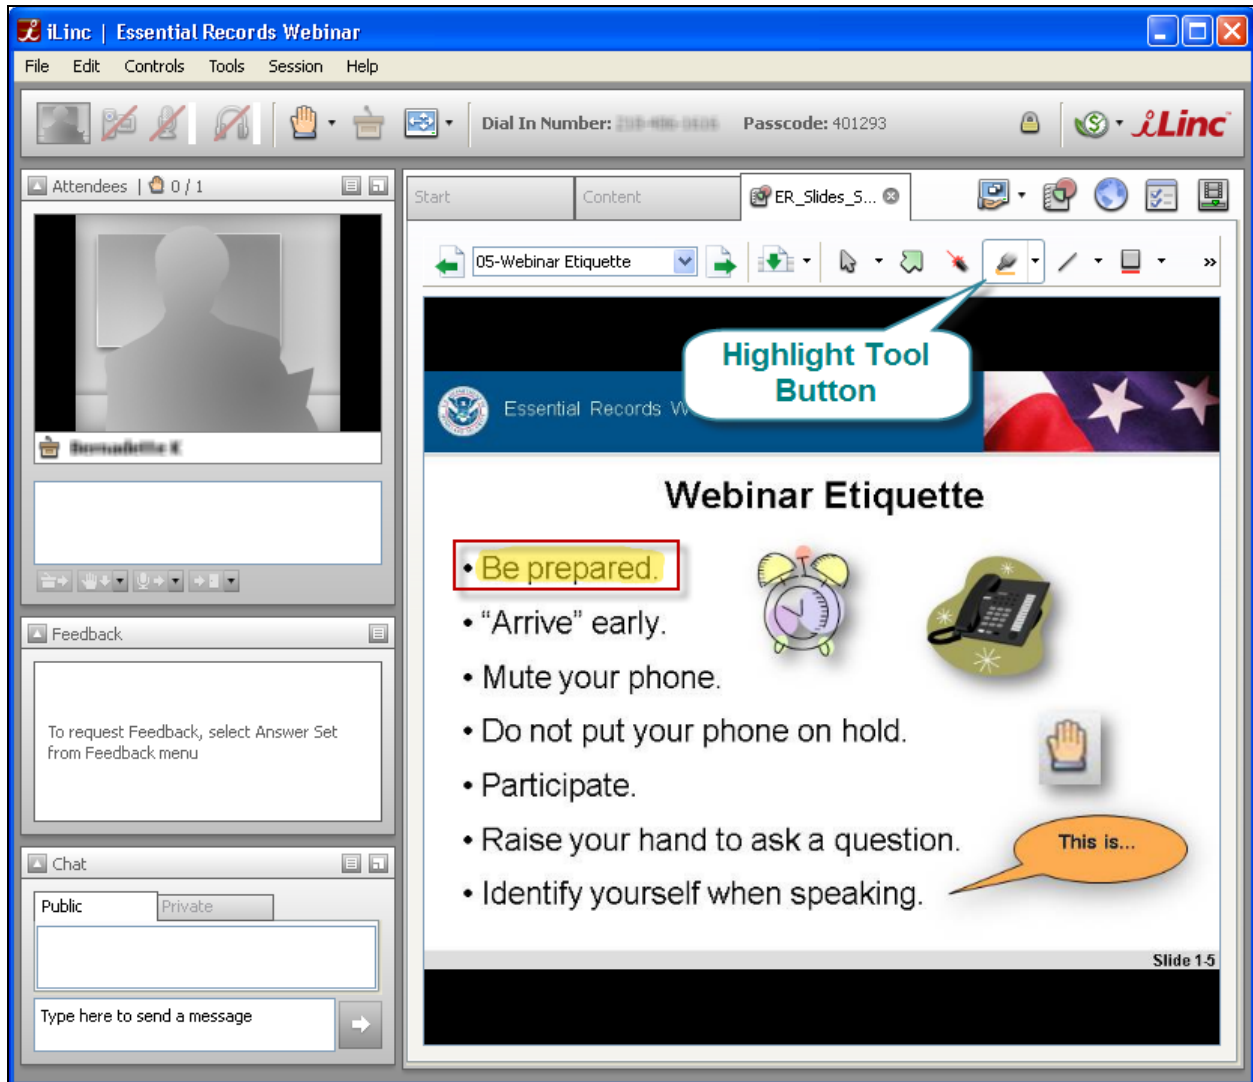 iLinc | Essential Records Webinar
File Edit Controls Tools Session Help
Dial In Number: Passcode: 401293
iLinc
Attendees | 0 / 1
Start
Content
ER_Slides_S...
05-Webinar Etiquette
Highlight Tool
Button
Essential Records W
Webinar Etiquette
• Be prepared.
• “Arrive” early.
• Mute your phone.
• Do not put your phone on hold.
• Participate.
• Raise your hand to ask a question.
This is...
• Identify yourself when speaking.
Slide 1-5
Feedback
To request Feedback, select Answer Set
from Feedback menu
Chat
Public
Private
Type here to send a message